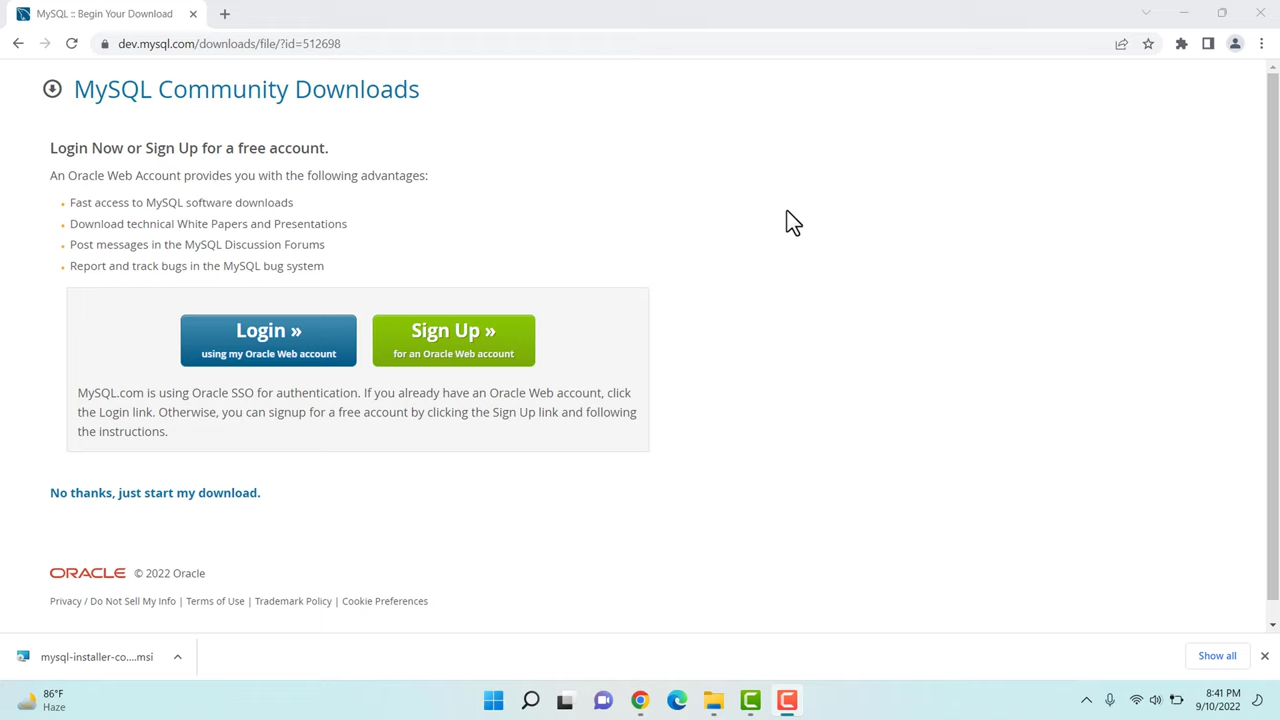 MySQL :: Begin Your Download
dev.mysql.com/downloads/file/?id=512698
MySQL Community Downloads
Login Now or Sign Up for a free account.
An Oracle Web Account provides you with the following advantages:
Fast access to MySQL software downloads
Download technical White Papers and Presentations
Post messages in the MySQL Discussion Forums
Report and track bugs in the MySQL bug system
Login »
using my Oracle Web account
Sign Up »
for an Oracle Web account
MySQL.com is using Oracle SSO for authentication. If you already have an Oracle Web account, click
the Login link. Otherwise, you can signup for a free account by clicking the Sign Up link and following
the instructions.
No thanks, just start my download.
ORACLE © 2022 Oracle
Privacy / Do Not Sell My Info | Terms of Use | Trademark Policy | Cookie Preferences
mysql-installer-co....msi
Show all
86°F
Haze
8:41 PM
9/10/2022